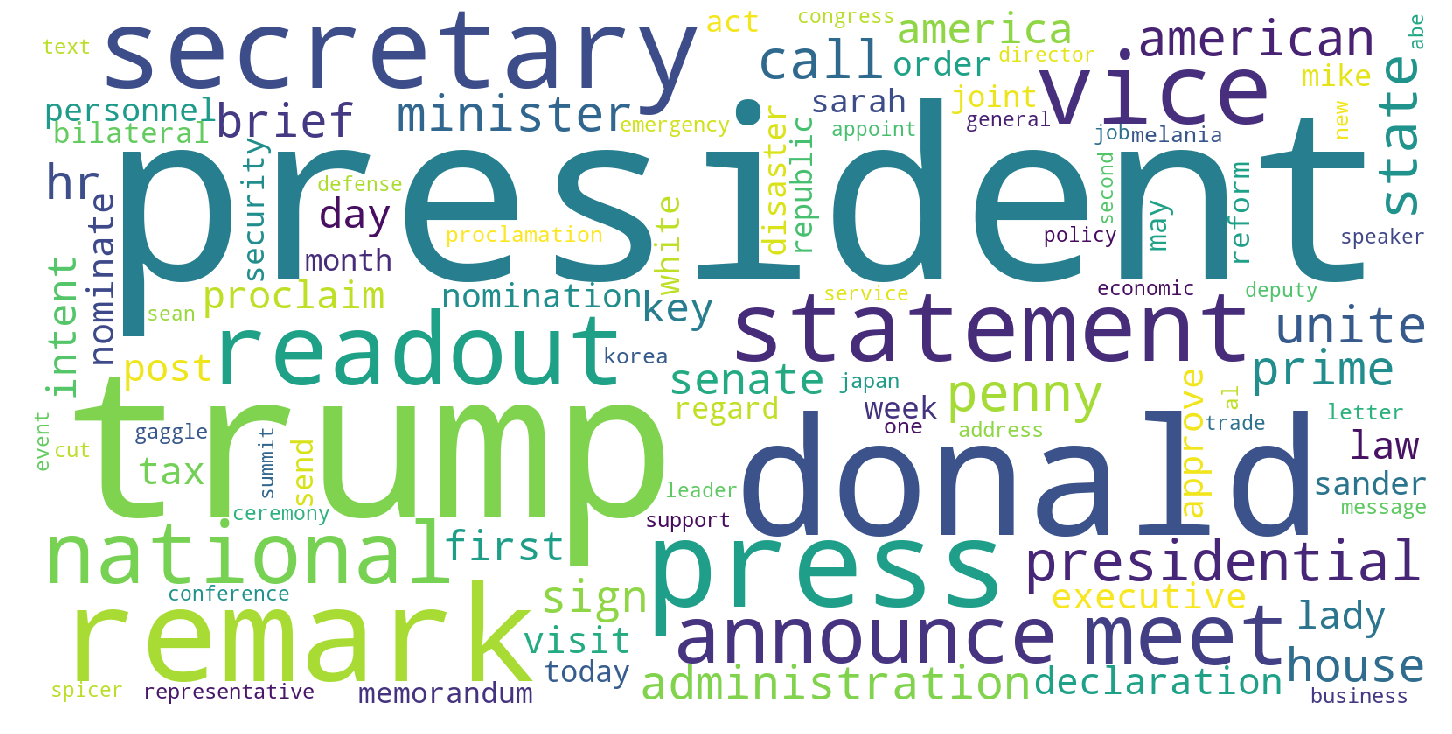 text
secretary
act
congress
america
american
abe
personnel
bilateral
brief
minister
emergency
call
order
director
sarah
joint
general
vice
mike
state
new
president
hr
nominate
security
defense
day
proclamation
month
white
disaster
republic
appoint
job
melania
second
policy
may
reform
speaker
intent
sean
proclaim
nomination
key
service
economic
deputy
readout
statement
unite
post
korea
senate
japan
penny
prime
regard
week
one
address
approve
al
trade
letter
law
event
cut
gaggle
tax
summit
send
trump
leader
donald
sander
message
ceremony
support
national
first
press
presidential
conference
remark
sign
executive
lady
visit
announce
meet
house
today
spicer
representative
memorandum
administration
declaration
business